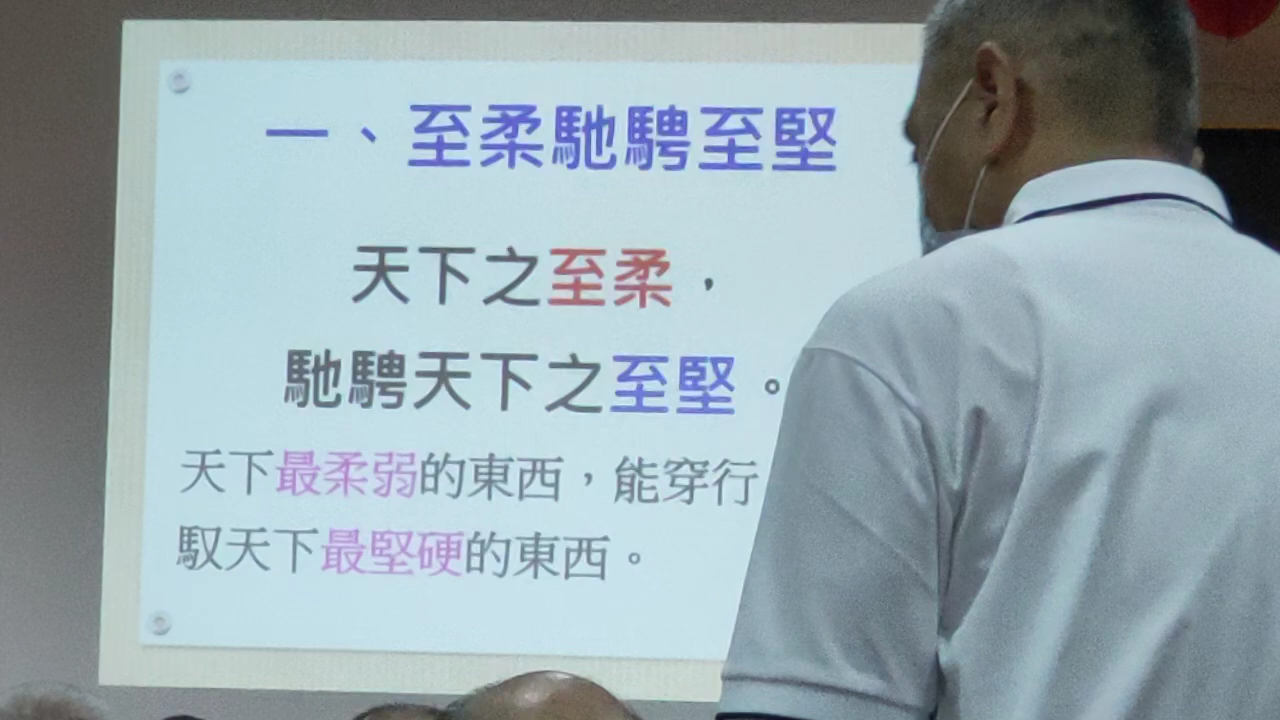 一、至柔馳騁至堅
天下之至柔，
馳騁天下之至堅。
天下最柔弱的東西，能穿行
馭天下最堅硬的東西。